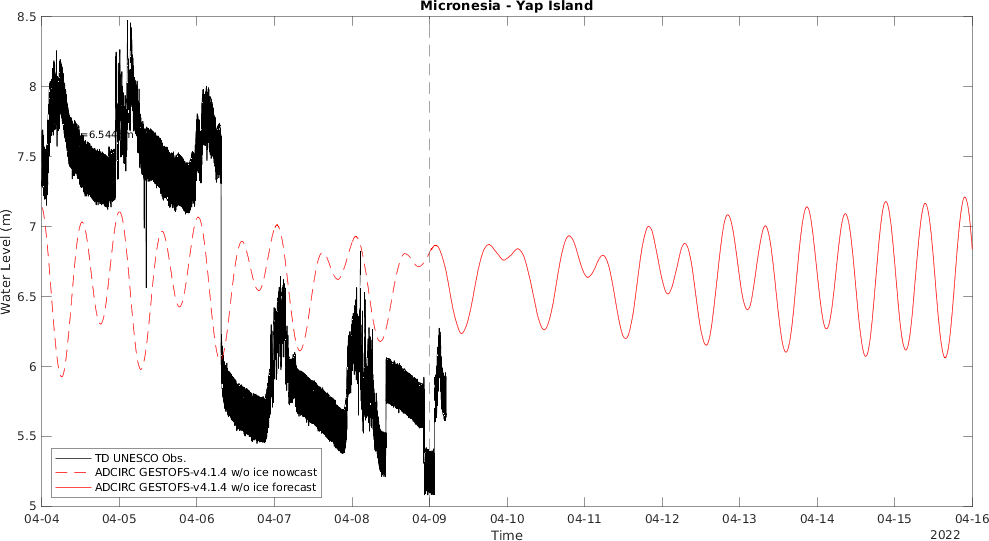 Micronesia - Yap Island
8.5
8
7.5
7
6.5
6
5.5
5
Water Level (m)
=6.544 m
TD UNESCO Obs.
ADCIRC GESTOFS-v4.1.4 w/o ice nowcast
ADCIRC GESTOFS-v4.1.4 w/o ice forecast
04-04 04-05 04-06 04-07 04-08 04-09 04-10 04-11 04-12 04-13 04-14 04-15 04-16
Time
2022